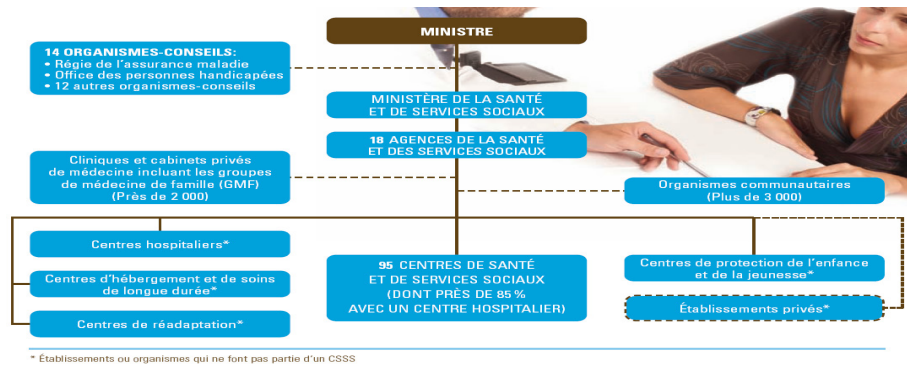 MINISTRE
14 ORGANISMES-CONSEILS:
• Régie de l'assurance maladie
• Office des personnes handicapées
• 12 autres organismes-conseils
MINISTÈRE DE LA SANTÉ
ET DE SERVICES SOCIAUX
18 AGENCES DE LA SANTÉ
ET DES SERVICES SOCIAUX
Cliniques et cabinets privés
de médecine incluant les groupes
de médecine de famille (GMF)
(Près de 2 000)
Organismes communautaires
(Plus de 3 000)
Centres hospitaliers*
Centres d'hébergement et de soins
de longue durée*
Centres de réadaptation*
95 CENTRES DE SANTÉ
ET DE SERVICES SOCIAUX
(DONT PRÈS DE 85 %
AVEC UN CENTRE HOSPITALIER)
Centres de protection de l'enfance
et de la jeunesse*
Établissements privés*
* Établissements ou organismes qui ne font pas partie d'un CSSS